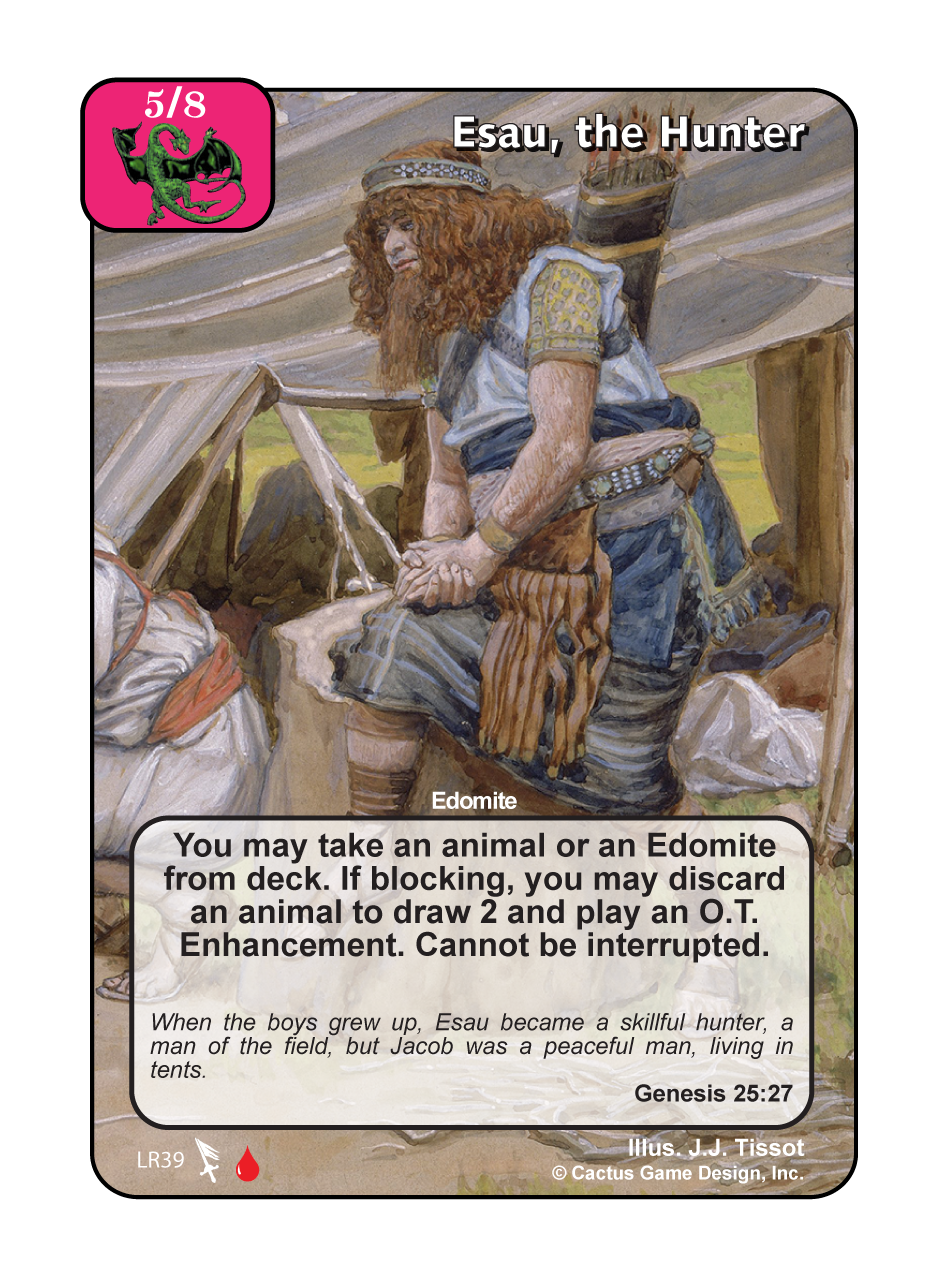 5/8
Esau, the Hunter
Edomite
You may take an animal or an Edomite
from deck. If blocking, you may discard
an animal to draw 2 and play an O.T.
Enhancement. Cannot be interrupted.
When the boys grew up, Esau became a skillful hunter, a
man of the field, but Jacob was a peaceful man, living in
tents.
Genesis 25:27
LR39
Illus. J.J. Tissot
© Cactus Game Design, Inc.